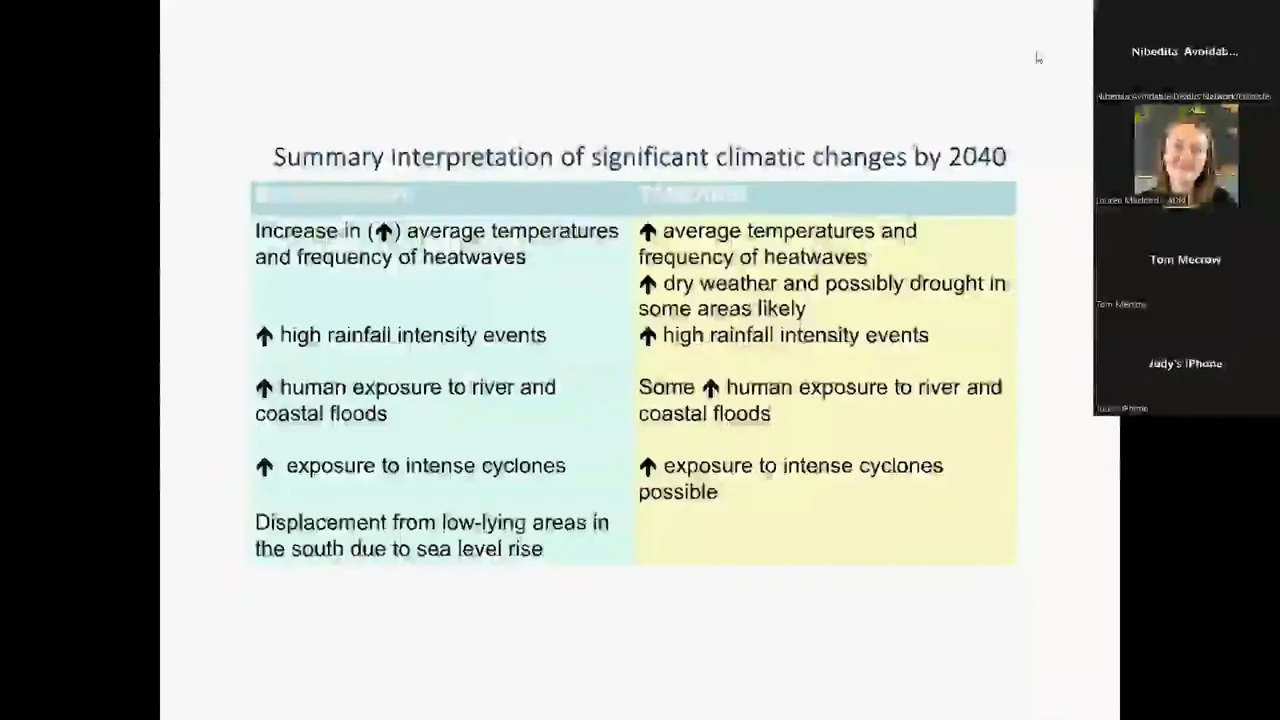 Summary interpretation of significant climatic changes by 2040
Increase in (↑) average temperatures
and frequency of heatwaves
↑ high rainfall intensity events
↑ human exposure to river and
coastal floods
↑ exposure to intense cyclones
Displacement from low-lying areas in
the south due to sea level rise
↑ average temperatures and
frequency of heatwaves
↑ dry weather and possibly drought in
some areas likely
↑ high rainfall intensity events
Some ↑ human exposure to river and
coastal floods
↑ exposure to intense cyclones
possible
Nibedita Avoidab...
Tom Mecrow
Tom Mecrow
Judy's iPhone
Judy's iPhone